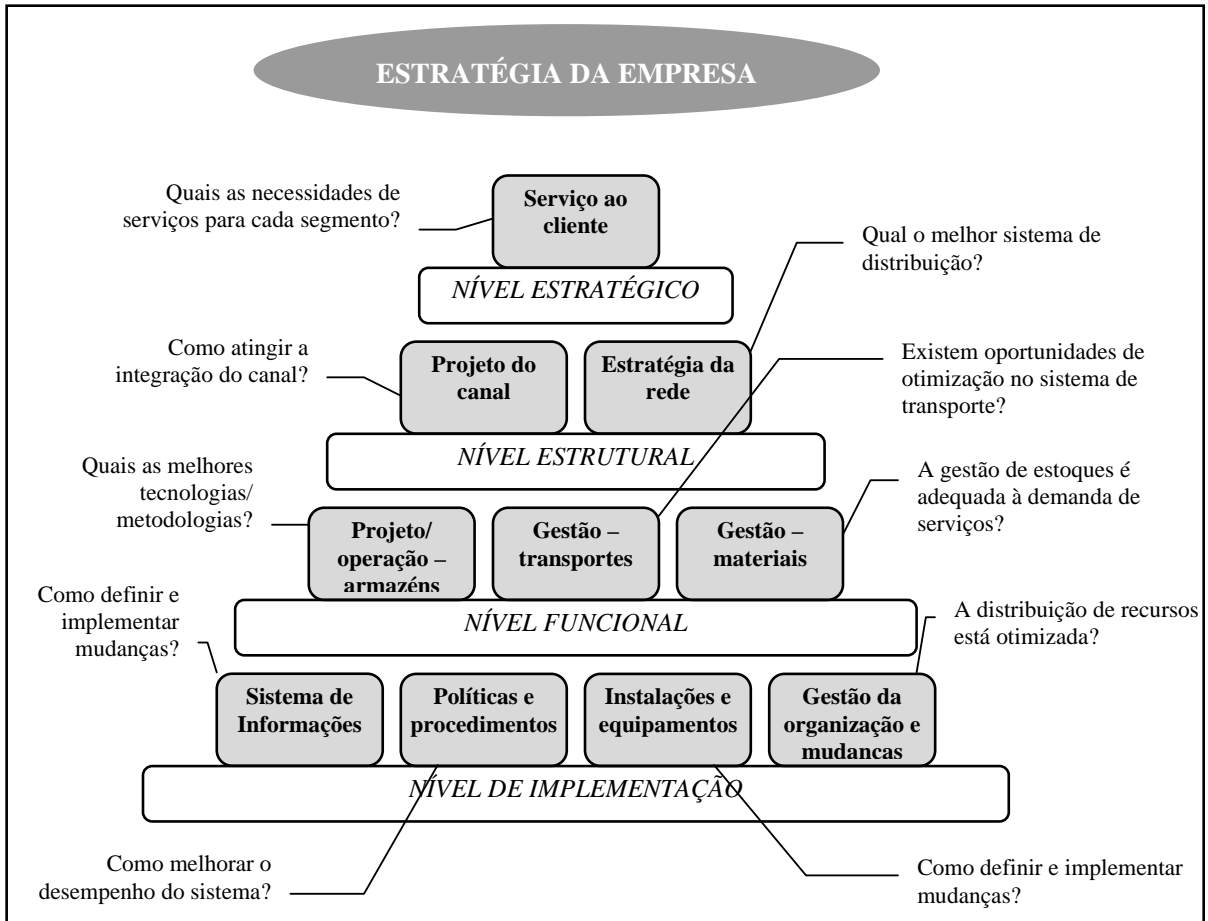 ESTRATÉGIA DA EMPRESA
Quais as necessidades de
serviços para cada segmento?
Serviço ao
cliente
Qual o melhor sistema de
distribuição?
NÍVEL ESTRATÉGICO
Como atingir a
integração do canal?
Projeto do
canal
Estratégia da
rede
Existem oportunidades de
otimização no sistema de
transporte?
NÍVEL ESTRUTURAL
Quais as melhores
tecnologias/
metodologias?
Projeto/
operação –
armazéns
Gestão –
transportes
Gestão –
materiais
A gestão de estoques é
adequada à demanda de
serviços?
NÍVEL FUNCIONAL
Como definir e
implementar
mudanças?
A distribuição de recursos
está otimizada?
Sistema de
Informações
Políticas e
procedimentos
Instalações e
equipamentos
Gestão da
organização e
mudancas
NÍVEL DE IMPLEMENTAÇÃO
Como melhorar o
desempenho do sistema?
Como definir e implementar
mudanças?